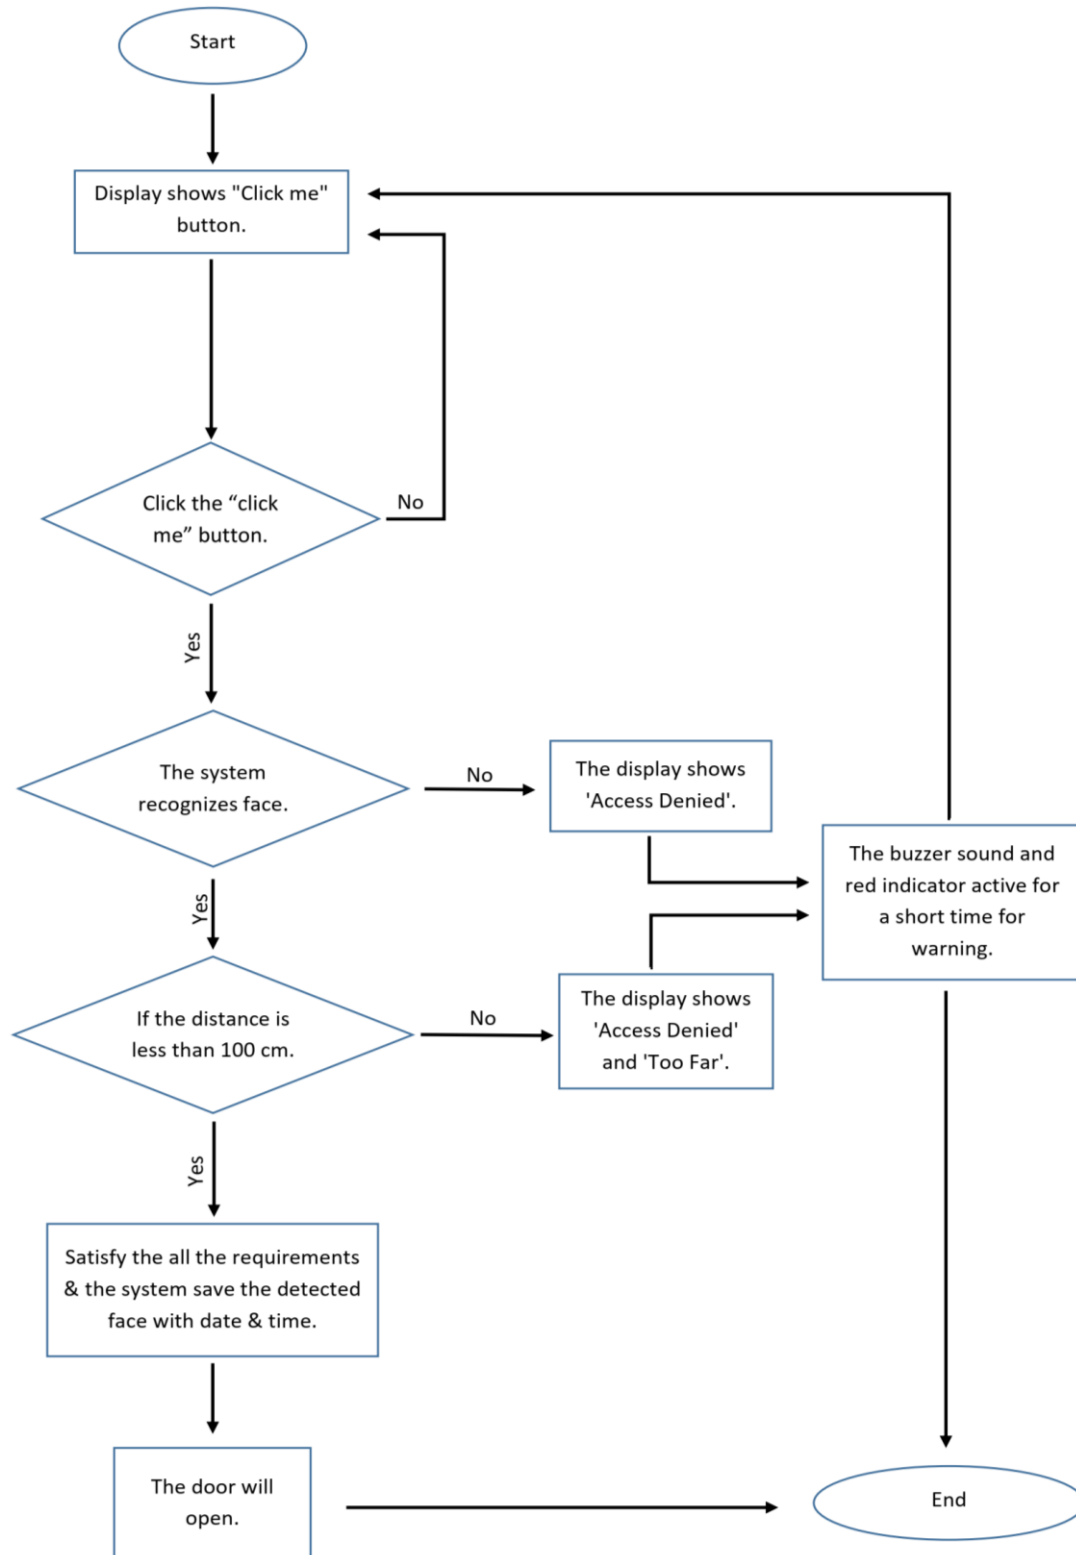 Start
Display shows "Click me"
button.
Click the “click
me” button.
No
Yes
The system
recognizes face.
No
The display shows
'Access Denied'.
The buzzer sound and
red indicator active for
a short time for
warning.
Yes
If the distance is
less than 100 cm.
No
The display shows
'Access Denied'
and 'Too Far'.
Yes
Satisfy the all the requirements
& the system save the detected
face with date & time.
The door will
open.
End